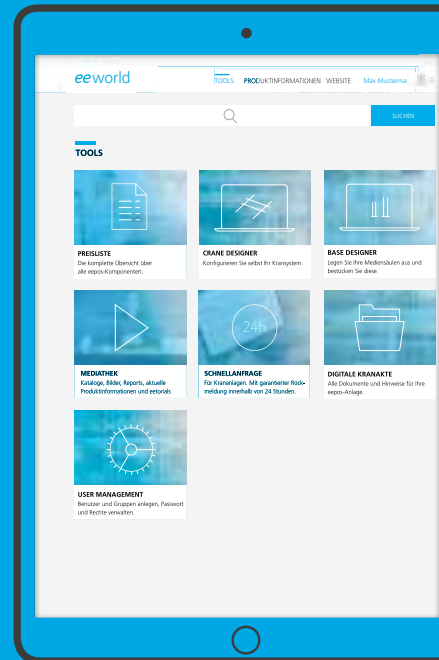 eeworld
TOOLS PRODUKTINFORMATIONEN WEBSITE Max Musterma
SUCHEN
TOOLS
PREISLISTE
Die komplette Übersicht über
alle eepos-Komponenten.
CRANE DESIGNER
Konfigurieren Sie selbst Ihr Kransystem.
BASE DESIGNER
Legen Sie Ihre Mediensäulen aus und
bestücken Sie diese.
MEDIATHEK
Kataloge, Bilder, Reports, aktuelle
Produktinformationen und eetorials
24h
SCHNELLANFRAGE
Für Krananlagen. Mit garantierter Rück-
meldung innerhalb von 24 Stunden.
DIGITALE KRANAKTE
Alle Dokumente und Hinweise für Ihre
eepos-Anlage.
USER MANAGEMENT
Benutzer und Gruppen anlegen, Passwort
und Rechte verwalten.